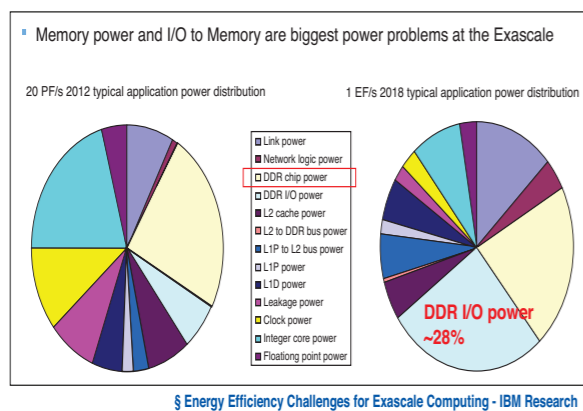 Memory power and I/O to Memory are biggest power problems at the Exascale
20 PF/s 2012 typical application power distribution
1 EF/s 2018 typical application power distribution
Link power
Network logic power
DDR chip power
DDR I/O power
L2 cache power
L2 to DDR bus power
L1P to L2 bus power
L1P power
L1D power
Leakage power
Clock power
Integer core power
Floationg point power
DDR I/O power
~28%
§ Energy Efficiency Challenges for Exascale Computing - IBM Research